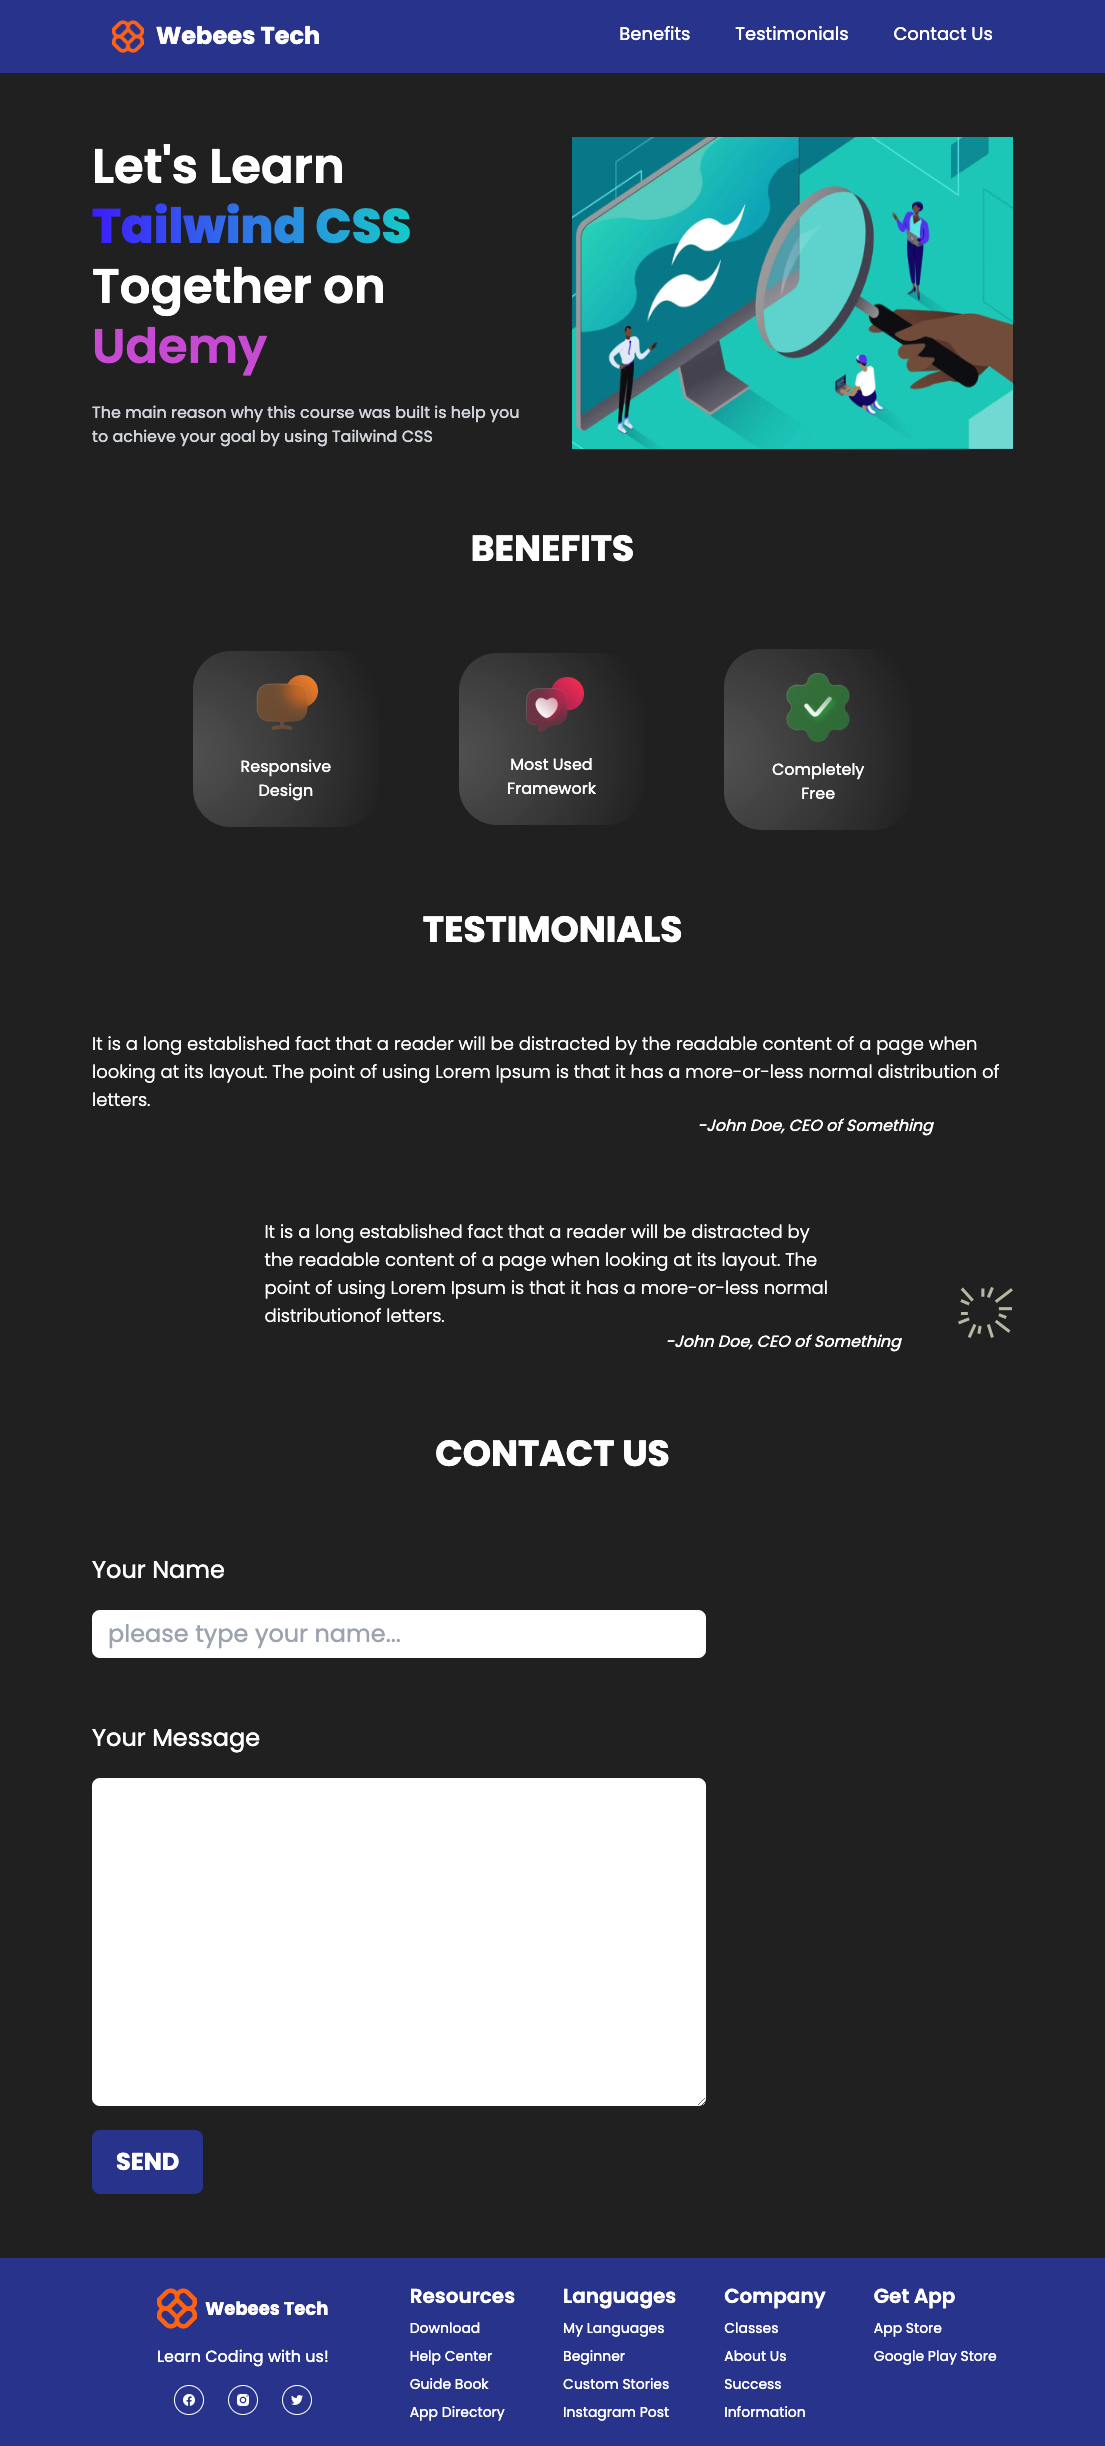 Webees Tech
Benefits
Testimonials
Contact Us
Let's Learn
Tailwind CSS
Together on
Udemy
The main reason why this course was built is help you
to achieve your goal by using Tailwind CSS
BENEFITS
Responsive
Design
Most Used
Framework
Completely
Free
TESTIMONIALS
It is a long established fact that a reader will be distracted by the readable content of a page when
looking at its layout. The point of using Lorem Ipsum is that it has a more-or-less normal distribution of
letters.
-John Doe, CEO of Something
It is a long established fact that a reader will be distracted by
the readable content of a page when looking at its layout. The
point of using Lorem Ipsum is that it has a more-or-less normal
distributionof letters.
-John Doe, CEO of Something
CONTACT US
Your Name
please type your name...
Your Message
SEND
Webees Tech
Learn Coding with us!
Resources
Download
Help Center
Guide Book
App Directory
Languages
My Languages
Beginner
Custom Stories
Instagram Post
Company
Classes
About Us
Success
Information
Get App
App Store
Google Play Store